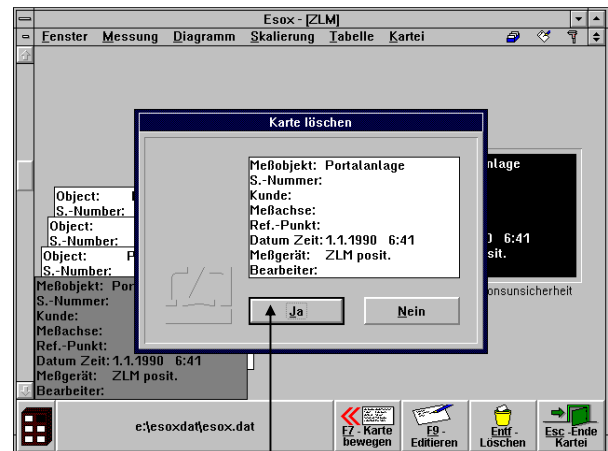 Esox - [ZLM]
Fenster Messung Diagramm Skalierung Tabelle Kartei
Karte löschen
Meßobjekt: Portalanlage
S.-Nummer:
Kunde:
Meßachse:
Ref.-Punkt:
Datum Zeit: 1.1.1990 6:41
Meßgerät: ZLM posit.
Bearbeiter:
Ja
Nein
nlage
6:41
sit.
onsunsicherheit
Object:
S.-Number:
Object:
S.-Number:
Object: P
S.-Number:
Meßobjekt: Por
S.-Nummer:
Kunde:
Meßachse:
Ref.-Punkt:
Datum Zeit: 1.1.1990 6:41
Meßgerät: ZLM posit.
Bearbeiter:
e:\esoxdat\esox.dat
F7 - Karte
bewegen
F9 -
Editieren
Entf -
Löschen
Esc -Ende
Kartei